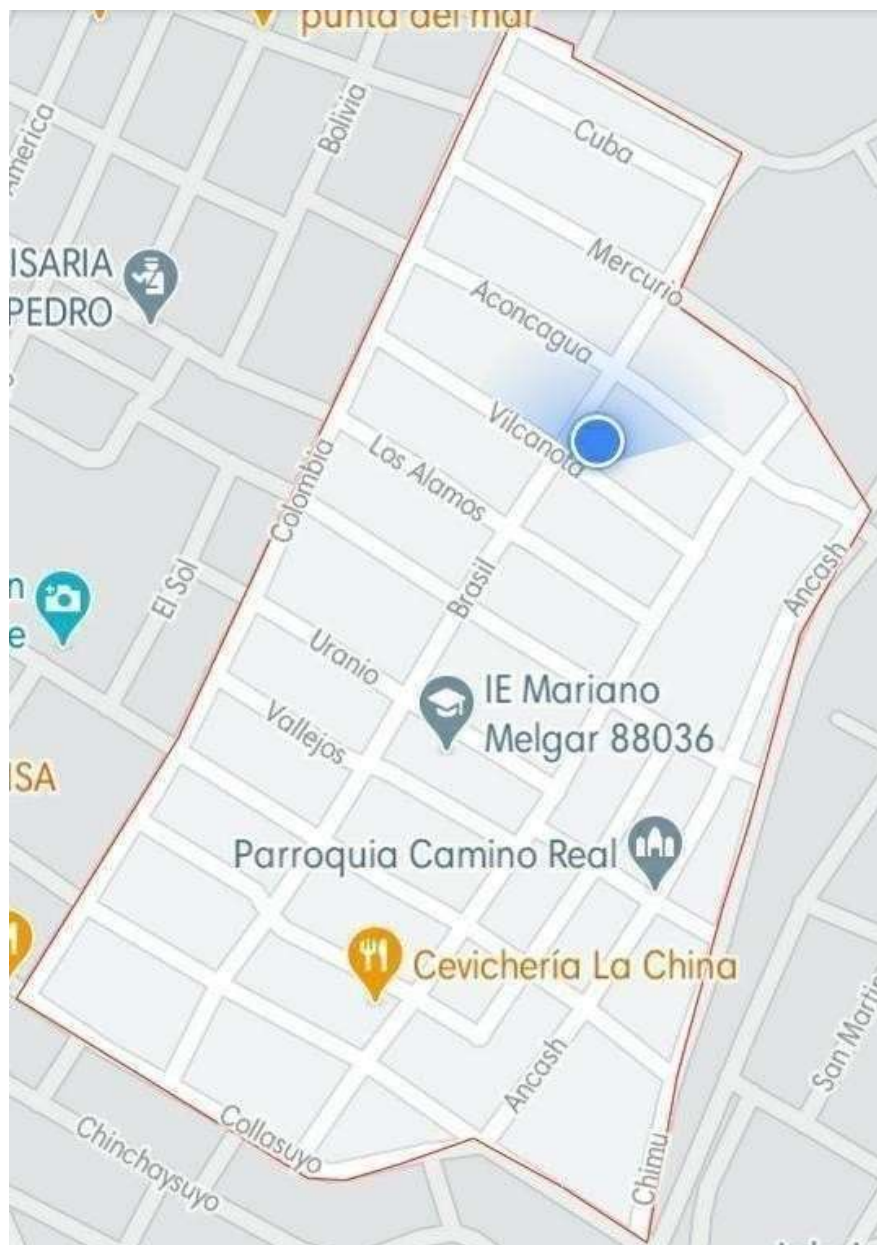 punta del mar
America
Bolivia
Cuba
Mercurio
ISARIA
PEDRO
Aconcagua
Vilcanota
Los Alamos
Colombia
Brasil
El Sol
Ancash
n
e
Uranio
IE Mariano
Melgar 88036
Vallejos
ISA
Parroquia Camino Real
Cevichería La China
San Martin
Ancash
Collasuyo
Chinchaysuyo
Chimu